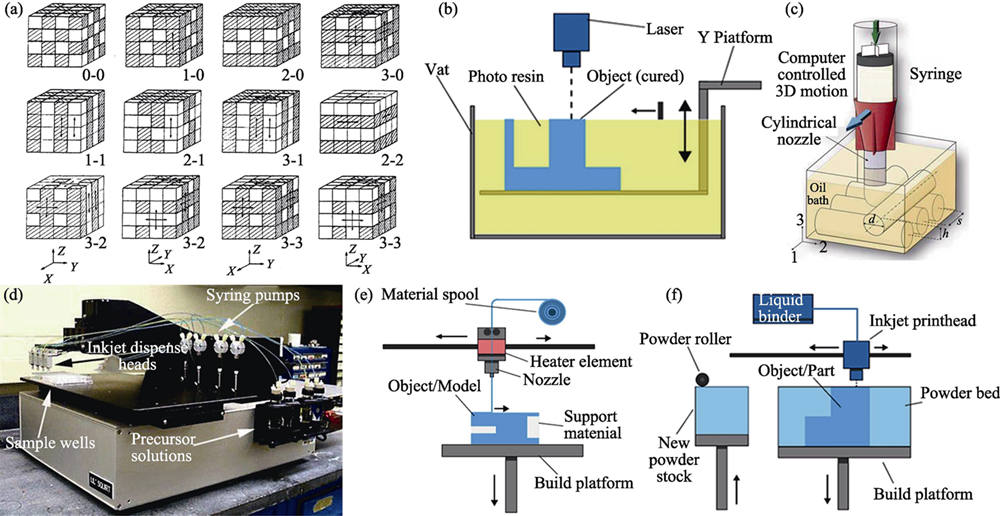 (a)
0-0
1-0
2-0
3-0
1-1
2-1
3-1
2-2
3-2
3-2
3-3
3-3
Z
Y
X
Z
Y
X
Z
Y
X
Z
Y
X
(b)
Laser
Y Piatform
Vat
Photo resin
Object (cured)
(c)
Computer
controlled
3D motion
Syringe
Cylindrical
nozzle
Oil
bath
d
s
h
3
2
1
(d)
Syring pumps
Inkjet dispense
heads
Sample wells
Precursor
solutions
LIL' SQUIRT
(e)
Material spool
Heater element
Nozzle
Object/Model
Support
matenial
Build platform
(f)
Liquid
binder
Inkjet printhead
Powder roller
Object/Part
Powder bed
New
powder
stock
Build platform